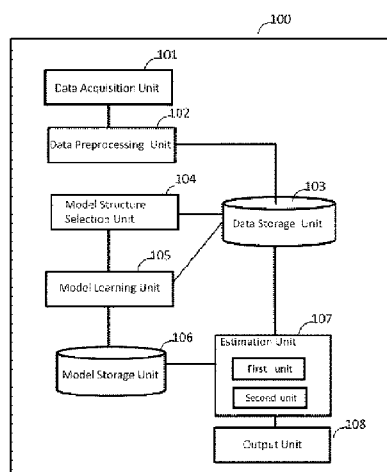 100
101
Data Acquisition Unit
102
Data Preprocessing Unit
103
Data Storage Unit
104
Model Structure
Selection Unit
105
Model Learning Unit
106
Model Storage Unit
107
Estimation Unit
First unit
Second unit
108
Output Unit